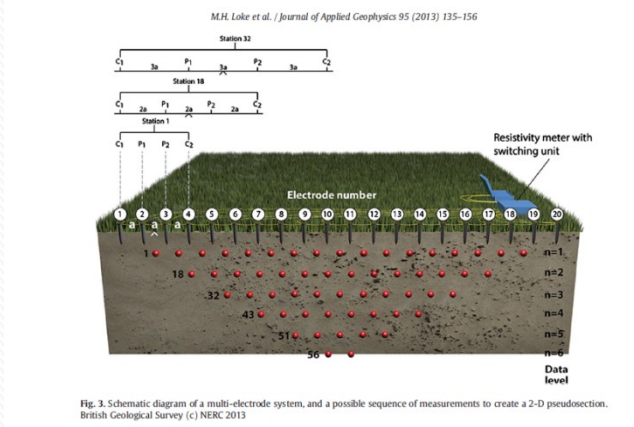 M.H. Loke et al. / Journal of Applied Geophysics 95 (2013) 135–156
Station 32
C1 P1 P2 C2
3a 3a 3a
Station 18
C1 P1 P2 C2
2a 2a 2a
Station 1
C1 P1 P2 C2
Resistivity meter with
switching unit
Electrode number
1 2 3 4 5 6 7 8 9 10 11 12 13 14 15 16 17 18 19 20
a a a
1 n=1
18 n=2
32 n=3
43 n=4
51 n=5
56 n=6
Data
level
Fig. 3. Schematic diagram of a multi-electrode system, and a possible sequence of measurements to create a 2-D pseudosection.
British Geological Survey (c) NERC 2013